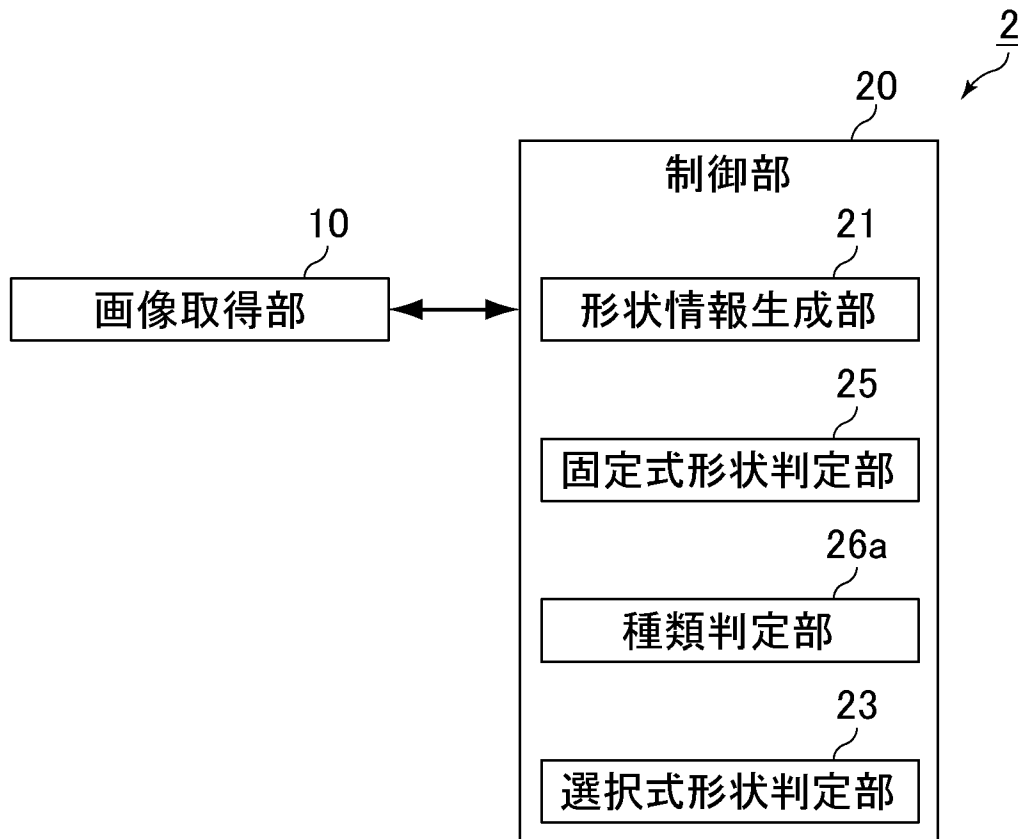 2
20
制御部
10
画像取得部
21
形状情報生成部
25
固定式形状判定部
26a
種類判定部
23
選択式形状判定部